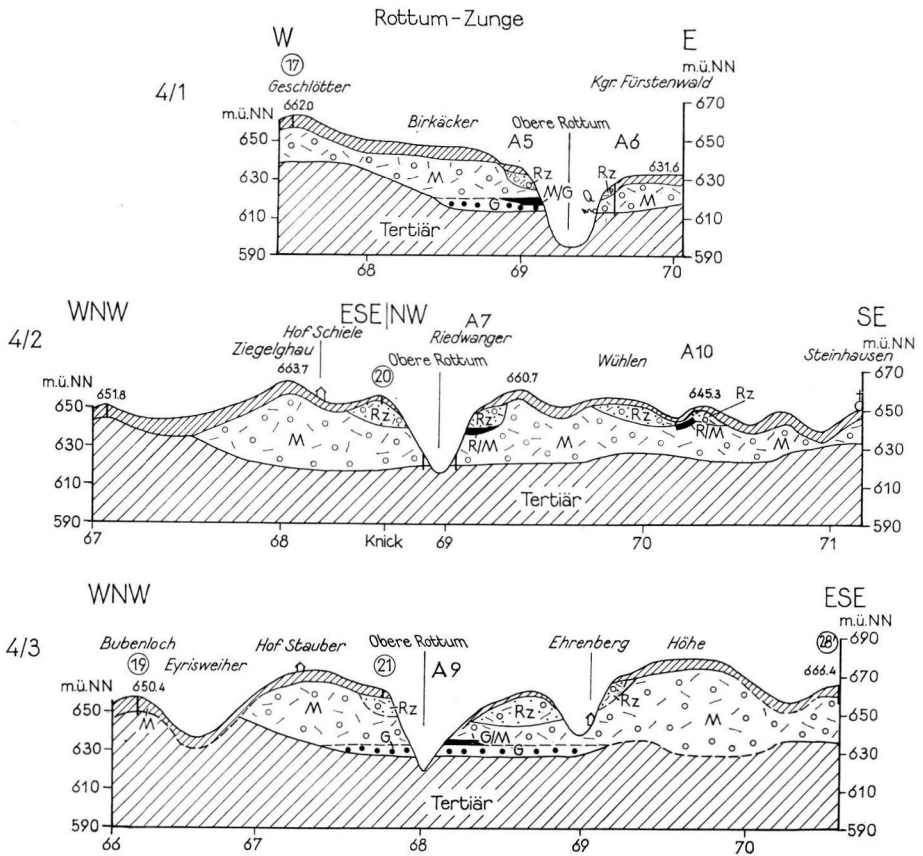 Rottum-Zunge
W
E
4/1
17
Geschlötter
662.0
m.ü.NN
Birkäcker
Obere Rottum
Kgr. Fürstenwald
m.ü.NN
A5
A6
631.6
Rz
Rz
M
M/G
Q
M
G
Tertiär
650
630
610
590
670
650
630
610
590
68
69
70
4/2
WNW
ESE|NW
SE
Hof Schiele
Ziegelghau
663.7
20
Obere Rottum
A7
Riedwanger
660.7
Wühlen
A10
645.3
Rz
Steinhausen
m.ü.NN
651.8
m.ü.NN
Rz
Rz
M
R/M
M
R/M
M
Tertiär
650
630
610
590
670
650
630
610
590
67
68
Knick
69
70
71
4/3
WNW
ESE
Bubenloch
19
650.4
Eyrisweiher
Hof Stauber
Obere Rottum
21
A9
Ehrenberg
Höhe
28'
666.4
m.ü.NN
m.ü.NN
M
M
Rz
Rz
Rz
M
G
G/M
G
Tertiär
650
630
610
590
690
670
650
630
610
590
66
67
68
69
70